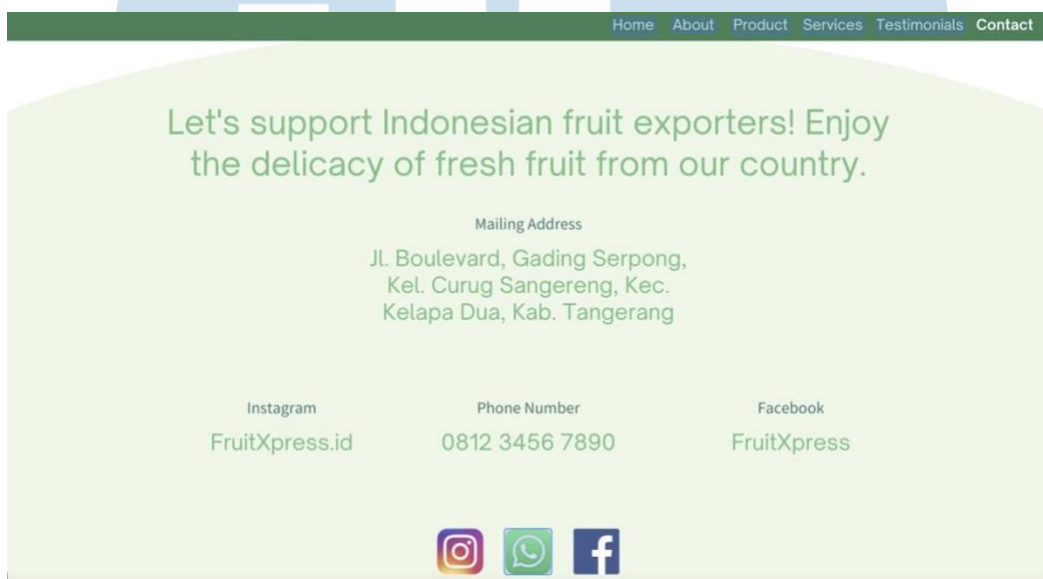 Home About Product Services Testimonials Contact
Let's support Indonesian fruit exporters! Enjoy
the delicacy of fresh fruit from our country.
Mailing Address
Jl. Boulevard, Gading Serpong,
Kel. Curug Sangereng, Kec.
Kelapa Dua, Kab. Tangerang
Instagram Phone Number Facebook
FruitXpress.id 0812 3456 7890 FruitXpress